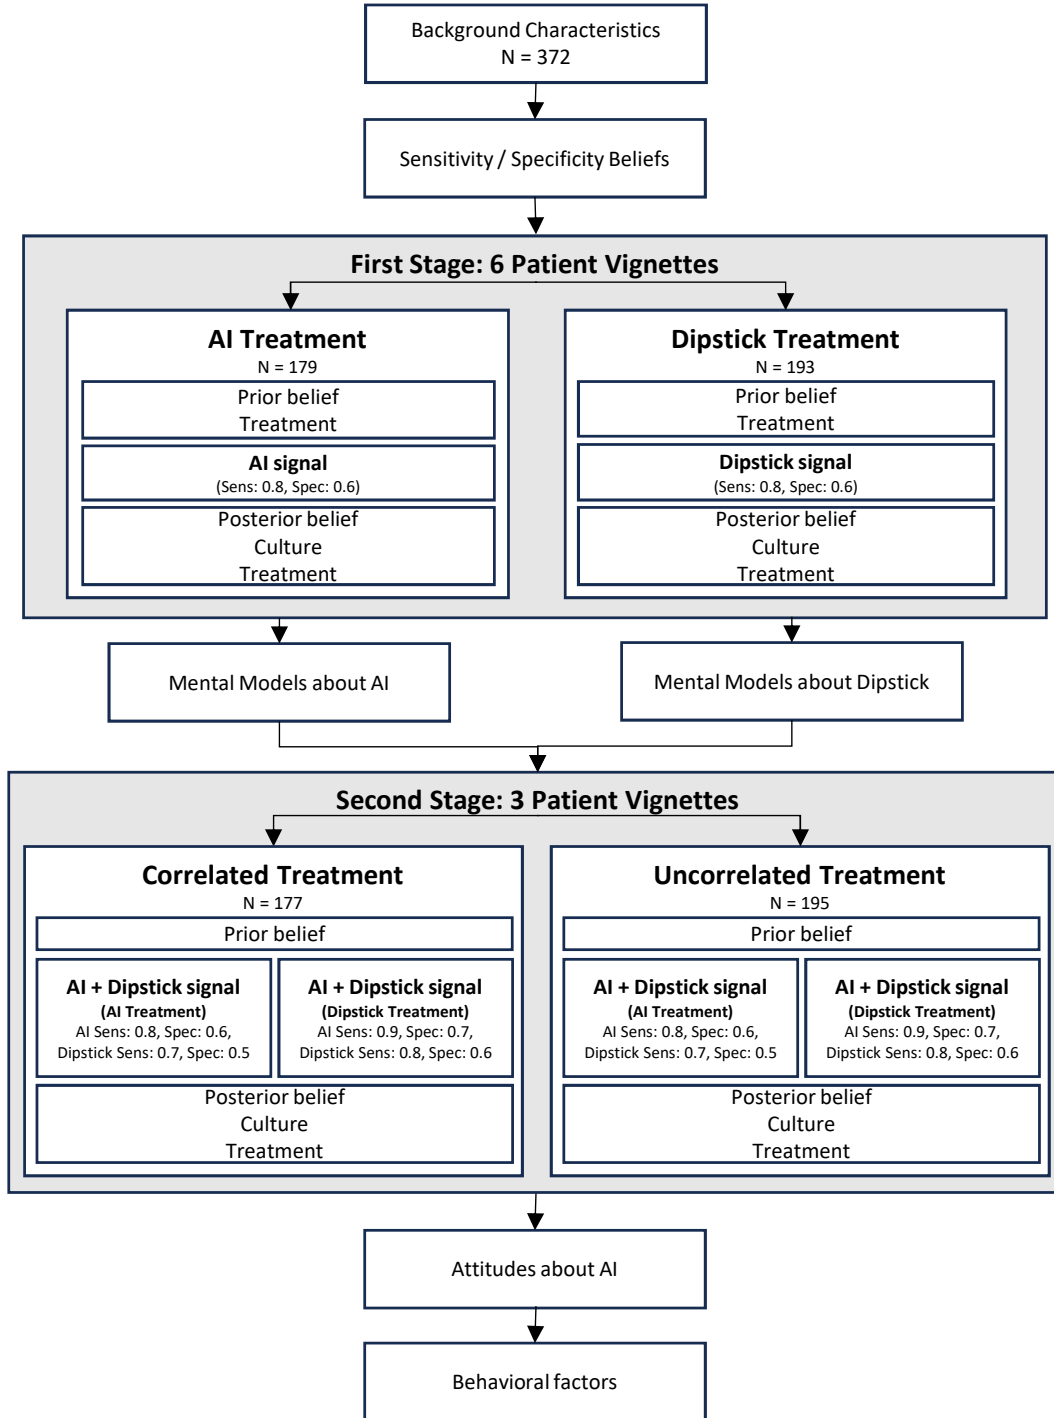 Background Characteristics
N = 372
Sensitivity / Specificity Beliefs
First Stage: 6 Patient Vignettes
AI Treatment
N = 179
Prior belief
Treatment
AI signal
(Sens: 0.8, Spec: 0.6)
Posterior belief
Culture
Treatment
Dipstick Treatment
N = 193
Prior belief
Treatment
Dipstick signal
(Sens: 0.8, Spec: 0.6)
Posterior belief
Culture
Treatment
Mental Models about AI
Mental Models about Dipstick
Second Stage: 3 Patient Vignettes
Correlated Treatment
N = 177
Prior belief
AI + Dipstick signal
(AI Treatment)
AI Sens: 0.8, Spec: 0.6,
Dipstick Sens: 0.7, Spec: 0.5
AI + Dipstick signal
(Dipstick Treatment)
AI Sens: 0.9, Spec: 0.7,
Dipstick Sens: 0.8, Spec: 0.6
Posterior belief
Culture
Treatment
Uncorrelated Treatment
N = 195
Prior belief
AI + Dipstick signal
(AI Treatment)
AI Sens: 0.8, Spec: 0.6,
Dipstick Sens: 0.7, Spec: 0.5
AI + Dipstick signal
(Dipstick Treatment)
AI Sens: 0.9, Spec: 0.7,
Dipstick Sens: 0.8, Spec: 0.6
Posterior belief
Culture
Treatment
Attitudes about AI
Behavioral factors